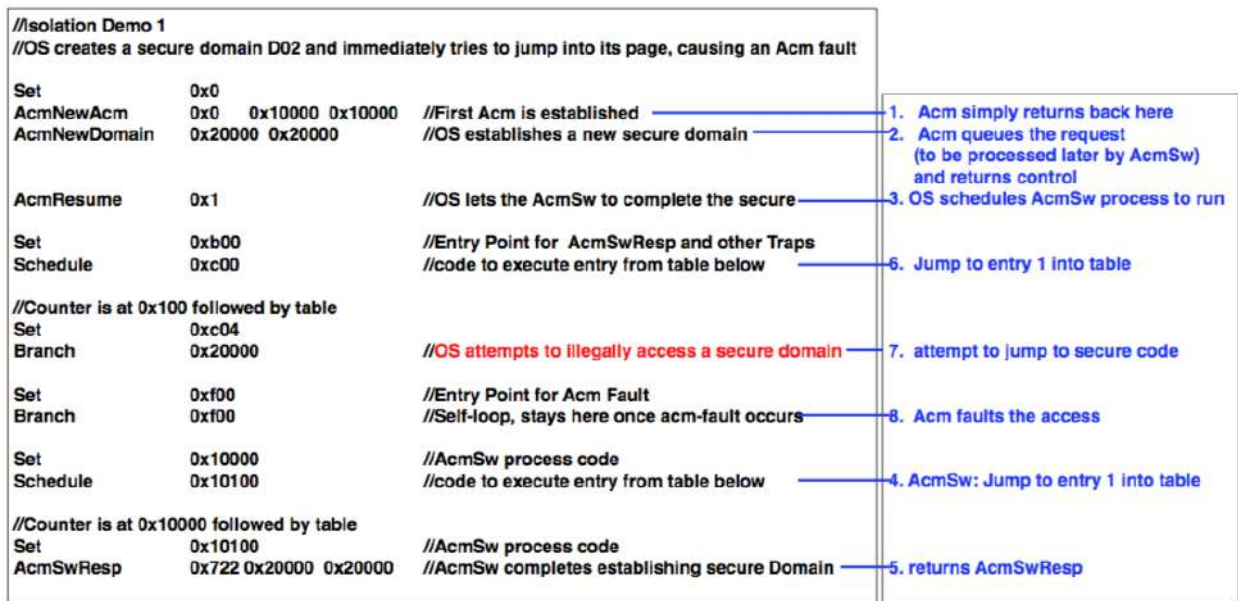 //Isolation Demo 1
//OS creates a secure domain D02 and immediately tries to jump into its page, causing an Acm fault
Set 0x0
AcmNewAcm 0x0 0x10000 0x10000 //First Acm is established 1. Acm simply returns back here
AcmNewDomain 0x20000 0x20000 //OS establishes a new secure domain 2. Acm queues the request
(to be processed later by AcmSw)
and returns control
AcmResume 0x1 //OS lets the AcmSw to complete the secure 3. OS schedules AcmSw process to run
Set 0xb00 //Entry Point for AcmSwResp and other Traps
Schedule 0xc00 //code to execute entry from table below 6. Jump to entry 1 into table
//Counter is at 0x100 followed by table
Set 0xc04
Branch 0x20000 //OS attempts to illegally access a secure domain 7. attempt to jump to secure code
Set 0xf00 //Entry Point for Acm Fault
Branch 0xf00 //Self-loop, stays here once acm-fault occurs 8. Acm faults the access
Set 0x10000 //AcmSw process code
Schedule 0x10100 //code to execute entry from table below 4. AcmSw: Jump to entry 1 into table
//Counter is at 0x10000 followed by table
Set 0x10100 //AcmSw process code
AcmSwResp 0x722 0x20000 0x20000 //AcmSw completes establishing secure Domain 5. returns AcmSwResp